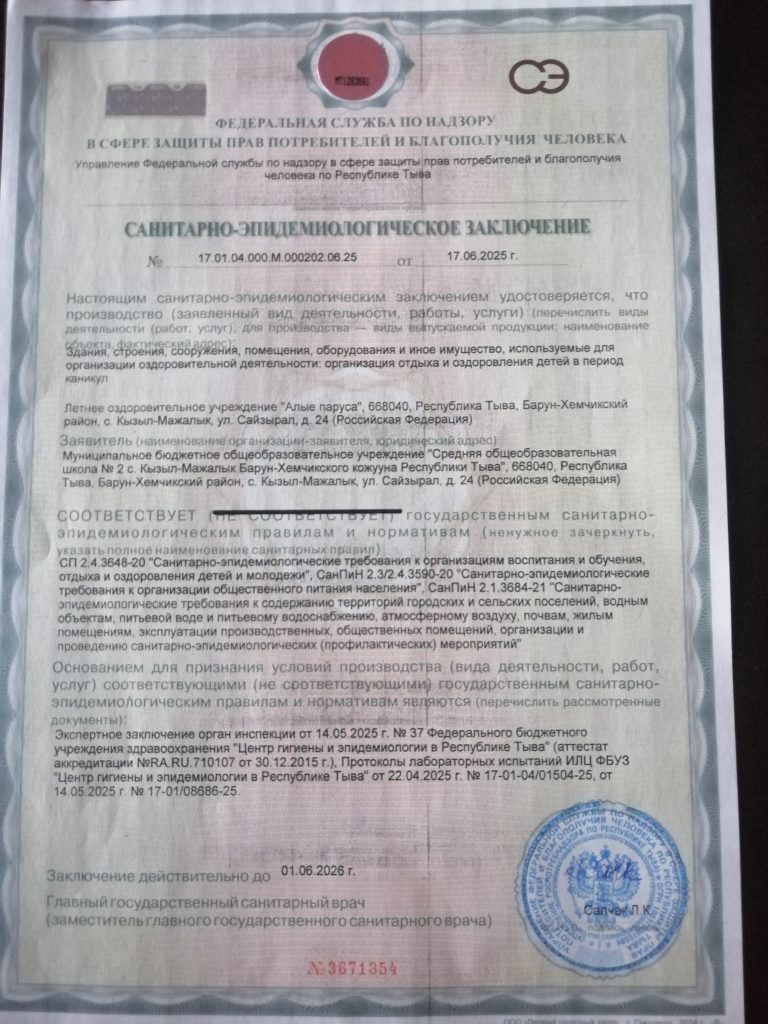 МТ1283691
СЭ
ФЕДЕРАЛЬНАЯ СЛУЖБА ПО НАДЗОРУ
В СФЕРЕ ЗАЩИТЫ ПРАВ ПОТРЕБИТЕЛЕЙ И БЛАГОПОЛУЧИЯ ЧЕЛОВЕКА
Управление Федеральной службы по надзору в сфере защиты прав потребителей и благополучия
человека по Республике Тыва
САНИТАРНО-ЭПИДЕМИОЛОГИЧЕСКОЕ ЗАКЛЮЧЕНИЕ
№ 17.01.04.000.М.000202.06.25 от 17.06.2025 г.
Настоящим санитарно-эпидемиологическим заключением удостоверяется, что
производство (заявленный вид деятельности, работы, услуги) (перечислить виды
деятельности (работ, услуг), для производства — виды выпускаемой продукции; наименование
объекта, фактический адрес):
Здания, строения, сооружения, помещения, оборудования и иное имущество, используемые для
организации оздоровительной деятельности: организация отдыха и оздоровления детей в период
каникул
Летнее оздоровительное учреждение "Алые паруса", 668040, Республика Тыва, Барун-Хемчикский
район, с. Кызыл-Мажалык, ул. Сайзырал, д. 24 (Российская Федерация)
Заявитель (наименование организации-заявителя, юридический адрес)
Муниципальное бюджетное общеобразовательное учреждение "Средняя общеобразовательная
школа № 2 с. Кызыл-Мажалык Барун-Хемчикского кожууна Республики Тыва", 668040, Республика
Тыва, Барун-Хемчикский район, с. Кызыл-Мажалык, ул. Сайзырал, д. 24 (Российская Федерация)
СООТВЕТСТВУЕТ (НЕ СООТВЕТСТВУЕТ) государственным санитарно-
эпидемиологическим правилам и нормативам (ненужное зачеркнуть,
указать полное наименование санитарных правил)
СП 2.4.3648-20 "Санитарно-эпидемиологические требования к организациям воспитания и обучения,
отдыха и оздоровления детей и молодежи", СанПиН 2.3/2.4.3590-20 "Санитарно-эпидемиологические
требования к организации общественного питания населения", СанПиН 2.1.3684-21 "Санитарно-
эпидемиологические требования к содержанию территорий городских и сельских поселений, водным
объектам, питьевой воде и питьевому водоснабжению, атмосферному воздуху, почвам, жилым
помещениям, эксплуатации производственных, общественных помещений, организации и
проведению санитарно-эпидемиологических (профилактических) мероприятий"
Основанием для признания условий производства (вида деятельности, работ,
услуг) соответствующими (не соответствующими) государственным санитарно-
эпидемиологическим правилам и нормативам являются (перечислить рассмотренные
документы):
Экспертное заключение орган инспекции от 14.05.2025 г. № 37 Федерального бюджетного
учреждения здравоохранения "Центр гигиены и эпидемиологии в Республике Тыва" (аттестат
аккредитации №RA.RU.710107 от 30.12.2015 г.), Протоколы лабораторных испытаний ИЛЦ ФБУЗ
"Центр гигиены и эпидемиологии в Республике Тыва" от 22.04.2025 г. № 17-01-04/01504-25, от
14.05.2025 г. № 17-01/08686-25.
Заключение действительно до 01.06.2026 г.
Главный государственный санитарный врач
(заместитель главного государственного санитарного врача)
Салчак Л.К.
№3671354